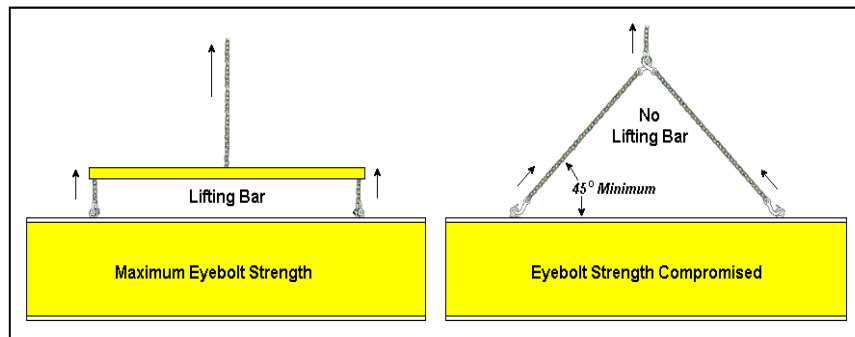 Lifting Bar
Maximum Eyebolt Strength
No
Lifting Bar
45° Minimum
Eyebolt Strength Compromised